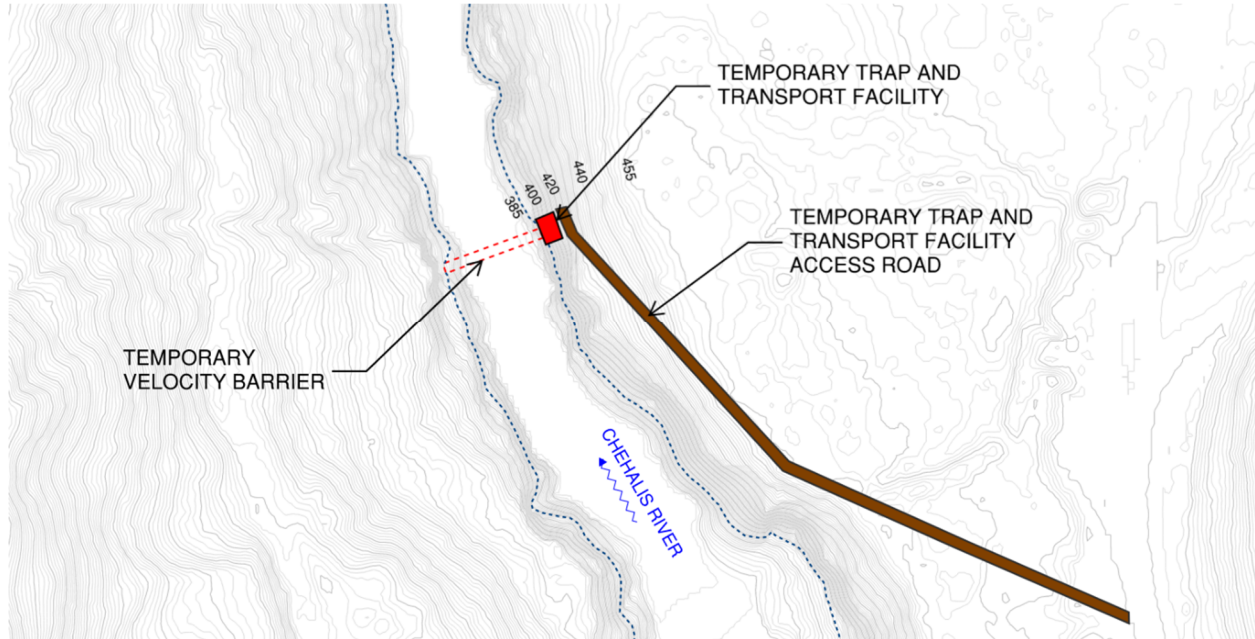 TEMPORARY TRAP AND
TRANSPORT FACILITY
455
440
420
400
385
TEMPORARY TRAP AND
TRANSPORT FACILITY
ACCESS ROAD
TEMPORARY
VELOCITY BARRIER
CHEHALIS RIVER